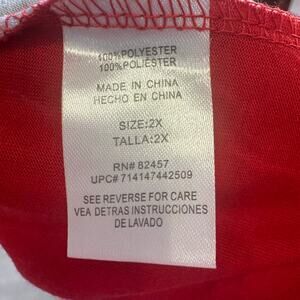 100%POLYESTER
100%POLIÉSTER
MADE IN CHINA
HECHO EN CHINA
SIZE:2X
TALLA:2X
RN# 82457
UPC# 714147442509
SEE REVERSE FOR CARE
VEA DETRAS INSTRUCCIONES
DE LAVADO